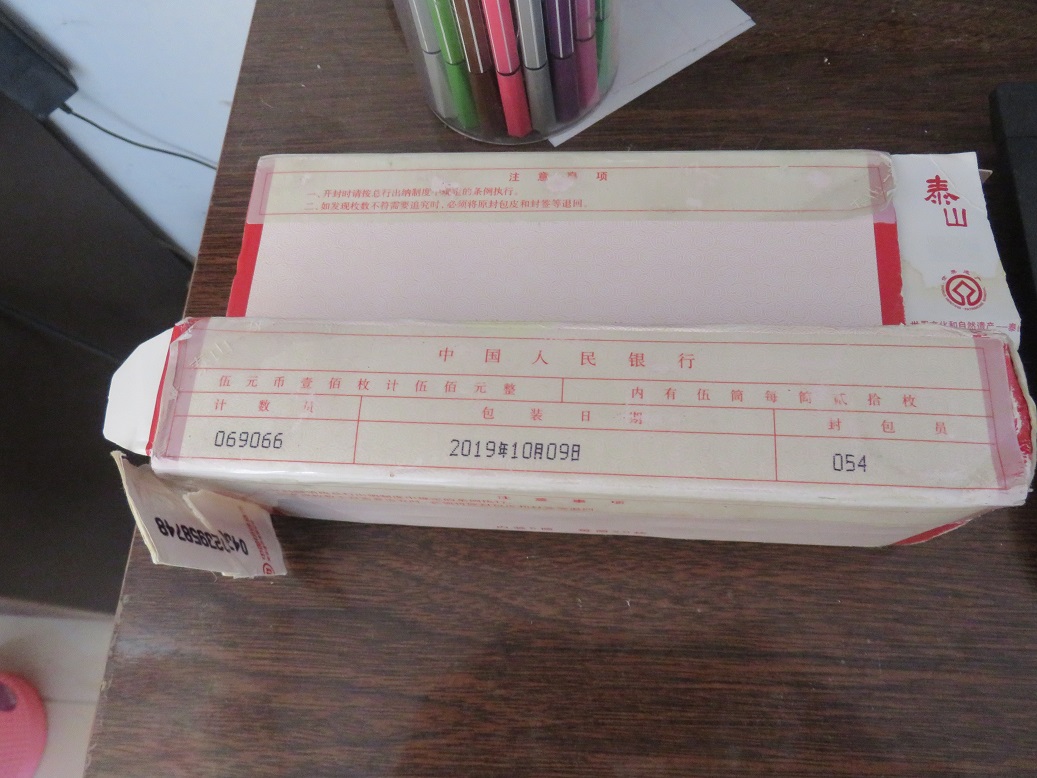 注意事项
一、开封时请按总行出纳制度中规定的条例执行。
二、如发现枚数不符需要追究时,必须将原封包皮和封签等退回。
泰山
中国人民银行
伍元币壹佰枚计伍佰元整 内有伍筒每筒贰拾枚
计数员 包装日期 封包员
069066 2019年10月09日 054
注意事项